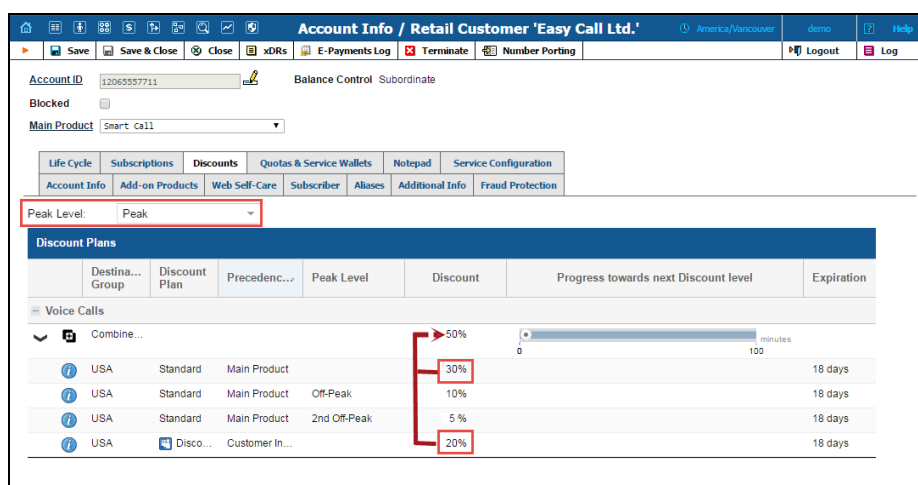 Account Info / Retail Customer 'Easy Call Ltd.' America/Vancouver demo ? Help
Save Save & Close Close xDRs E-Payments Log Terminate Number Porting Logout Log
Account ID 12065557711 Balance Control Subordinate
Blocked
Main Product Smart Call
Life Cycle Subscriptions Discounts Quotas & Service Wallets Notepad Service Configuration
Account Info Add-on Products Web Self-Care Subscriber Aliases Additional Info Fraud Protection
Peak Level: Peak
Discount Plans
Destina... Group Discount Plan Precedenc... Peak Level Discount Progress towards next Discount level Expiration
Voice Calls
Combine... 50% minutes
0 100
USA Standard Main Product 30% 18 days
USA Standard Main Product Off-Peak 10% 18 days
USA Standard Main Product 2nd Off-Peak 5 % 18 days
USA Disco... Customer In... 20% 18 days